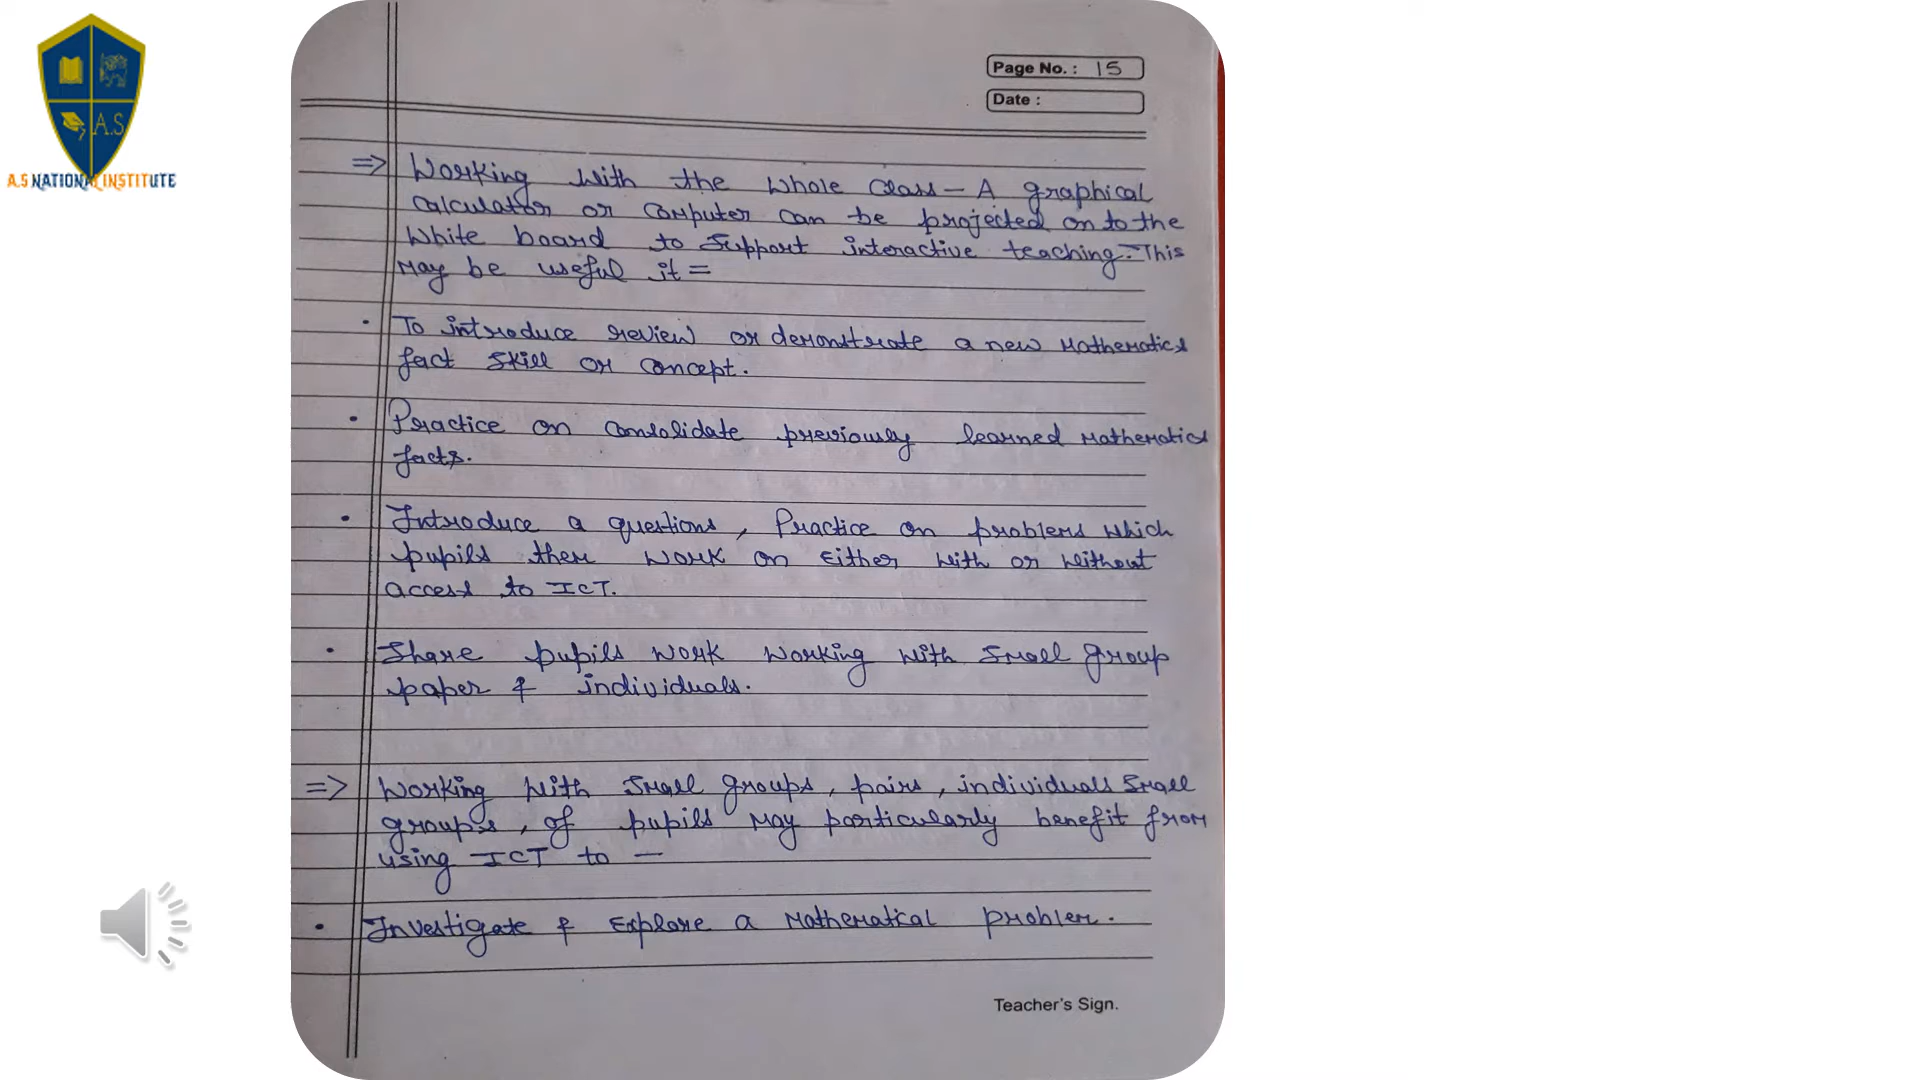 A.S
A.S NATIONAL INSTITUTE
Page No. : 15
Date :
=> Working with the whole class – A graphical
calculator or computer can be projected on to the
white board to support interactive teaching. This
may be useful it =
• To introduce review or demonstrate a new mathematics
fact skill or concept.
• Practice on consolidate previously learned mathematics
facts.
• Introduce a questions, Practice on problems which
pupils then work on either with or without
access to ICT.
• Share pupils work working with small group
paper & individuals.
=> Working with small groups, pairs, individuals small
groups, of pupils may particularly benefit from
using ICT to —
• Investigate & Explore a mathematical problem.
Teacher's Sign.